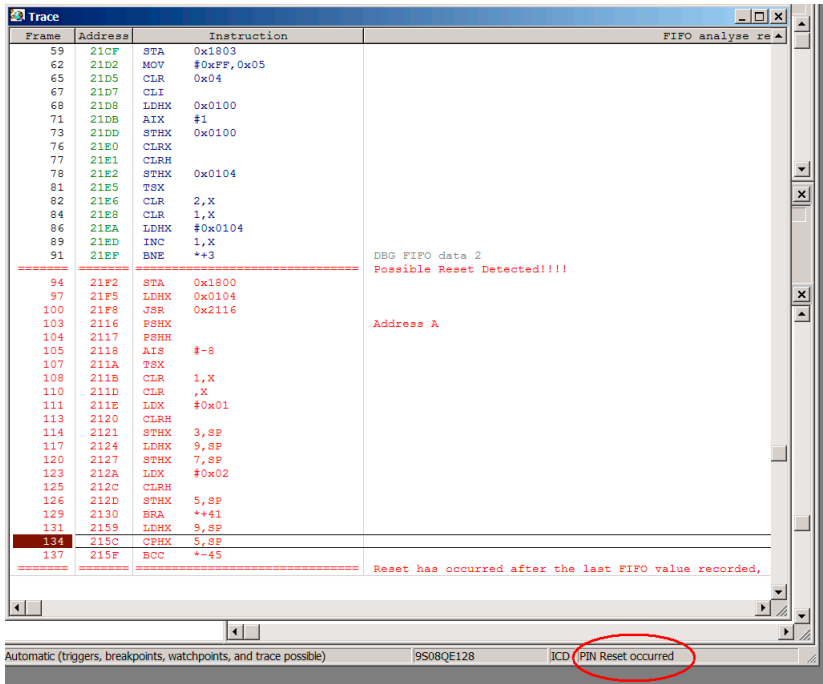 Trace
Frame Address Instruction FIFO analyse re
59 21CF STA 0x1803
62 21D2 MOV #0xFF,0x05
65 21D5 CLR 0x04
67 21D7 CLI
68 21D8 LDHX 0x0100
71 21DB AIX #1
73 21DD STHX 0x0100
76 21E0 CLRX
77 21E1 CLRH
78 21E2 STHX 0x0104
81 21E5 TSX
82 21E6 CLR 2,X
84 21E8 CLR 1,X
86 21EA LDHX #0x0104
89 21ED INC 1,X
91 21EF BNE *+3 DBG FIFO data 2
======= ======= ================================ Possible Reset Detected!!!!
94 21F2 STA 0x1800
97 21F5 LDHX 0x0104
100 21F8 JSR 0x2116
103 2116 PSHX Address A
104 2117 PSHH
105 2118 AIS #-8
107 211A TSX
108 211B CLR 1,X
110 211D CLR ,X
111 211E LDX #0x01
113 2120 CLRH
114 2121 STHX 3,SP
117 2124 LDHX 9,SP
120 2127 STHX 7,SP
123 212A LDX #0x02
125 212C CLRH
126 212D STHX 5,SP
129 2130 BRA *+41
131 2159 LDHX 9,SP
134 215C CPHX 5,SP
137 215F BCC *-45
======= ======= ================================ Reset has occurred after the last FIFO value recorded,
Automatic (triggers, breakpoints, watchpoints, and trace possible) 9S08QE128 ICD PIN Reset occurred